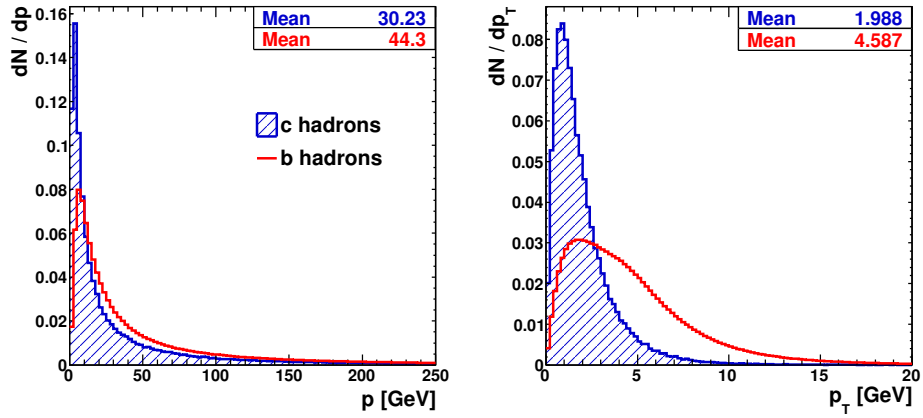 Mean 30.23
Mean 44.3
dN / dp
0.16
0.14
0.12
0.1
0.08
0.06
0.04
0.02
0
c hadrons
b hadrons
0 50 100 150 200 250
p [GeV]
Mean 1.988
Mean 4.587
dN / dp_T
0.08
0.07
0.06
0.05
0.04
0.03
0.02
0.01
0
0 5 10 15 20
p_T [GeV]